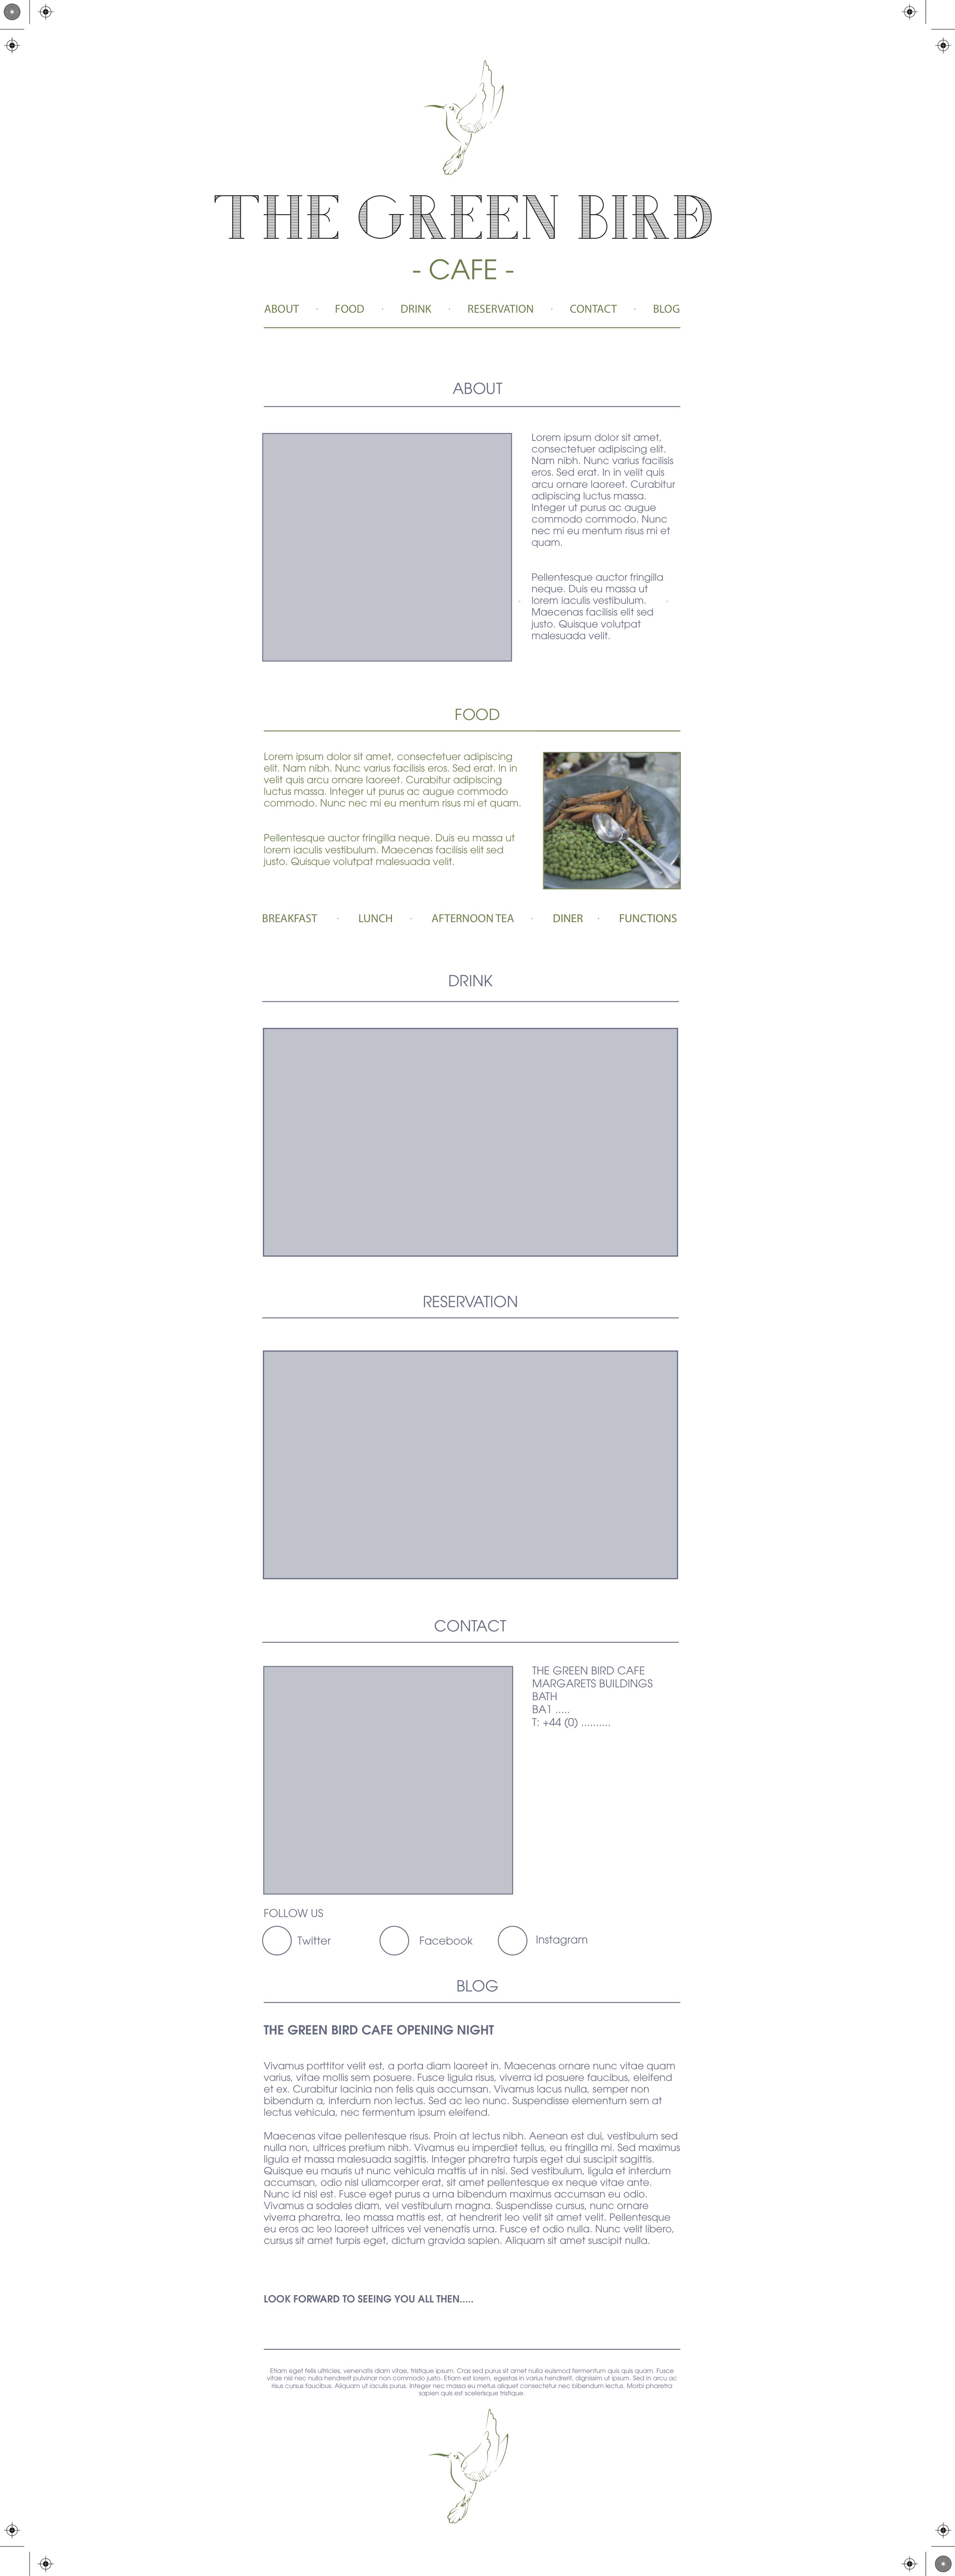 THE GREEN BIRD
- CAFE -
ABOUT · FOOD · DRINK · RESERVATION · CONTACT · BLOG
ABOUT
Lorem ipsum dolor sit amet,
consectetuer adipiscing elit.
Nam nibh. Nunc varius facilisis
eros. Sed erat. In in velit quis
arcu ornare laoreet. Curabitur
adipiscing luctus massa.
Integer ut purus ac augue
commodo commodo. Nunc
nec mi eu mentum risus mi et
quam.
Pellentesque auctor fringilla
neque. Duis eu massa ut
lorem iaculis vestibulum.
Maecenas facilisis elit sed
justo. Quisque volutpat
malesuada velit.
FOOD
Lorem ipsum dolor sit amet, consectetuer adipiscing
elit. Nam nibh. Nunc varius facilisis eros. Sed erat. In in
velit quis arcu ornare laoreet. Curabitur adipiscing
luctus massa. Integer ut purus ac augue commodo
commodo. Nunc nec mi eu mentum risus mi et quam.
Pellentesque auctor fringilla neque. Duis eu massa ut
lorem iaculis vestibulum. Maecenas facilisis elit sed
justo. Quisque volutpat malesuada velit.
BREAKFAST · LUNCH · AFTERNOON TEA · DINER · FUNCTIONS
DRINK
RESERVATION
CONTACT
THE GREEN BIRD CAFE
MARGARETS BUILDINGS
BATH
BA1 .....
T: +44 (0) ..........
FOLLOW US
Twitter Facebook Instagram
BLOG
THE GREEN BIRD CAFE OPENING NIGHT
Vivamus porttitor velit est, a porta diam laoreet in. Maecenas ornare nunc vitae quam
varius, vitae mollis sem posuere. Fusce ligula risus, viverra id posuere faucibus, eleifend
et ex. Curabitur lacinia non felis quis accumsan. Vivamus lacus nulla, semper non
bibendum a, interdum non lectus. Sed ac leo nunc. Suspendisse elementum sem at
lectus vehicula, nec fermentum ipsum eleifend.
Maecenas vitae pellentesque risus. Proin at lectus nibh. Aenean est dui, vestibulum sed
nulla non, ultrices pretium nibh. Vivamus eu imperdiet tellus, eu fringilla mi. Sed maximus
ligula et massa malesuada sagittis. Integer pharetra turpis eget dui suscipit sagittis.
Quisque eu mauris ut nunc vehicula mattis ut in nisi. Sed vestibulum, ligula et interdum
accumsan, odio nisl ullamcorper erat, sit amet pellentesque ex neque vitae ante.
Nunc id nisl est. Fusce eget purus a urna bibendum maximus accumsan eu odio.
Vivamus a sodales diam, vel vestibulum magna. Suspendisse cursus, nunc ornare
viverra pharetra, leo massa mattis est, at hendrerit leo velit sit amet velit. Pellentesque
eu eros ac leo laoreet ultrices vel venenatis urna. Fusce et odio nulla. Nunc velit libero,
cursus sit amet turpis eget, dictum gravida sapien. Aliquam sit amet suscipit nulla.
LOOK FORWARD TO SEEING YOU ALL THEN.....
Etiam eget felis ultricies, venenatis diam vitae, tristique ipsum. Cras sed purus sit amet nulla euismod fermentum quis quis quam. Fusce
vitae nisl nec nulla hendrerit pulvinar non commodo justo. Etiam est lorem, egestas in varius hendrerit, dignissim ut ipsum. Sed in arcu ac
risus cursus faucibus. Aliquam ut iaculis purus. Integer nec massa eu metus aliquet consectetur nec bibendum lectus. Morbi pharetra
sapien quis est scelerisque tristique.